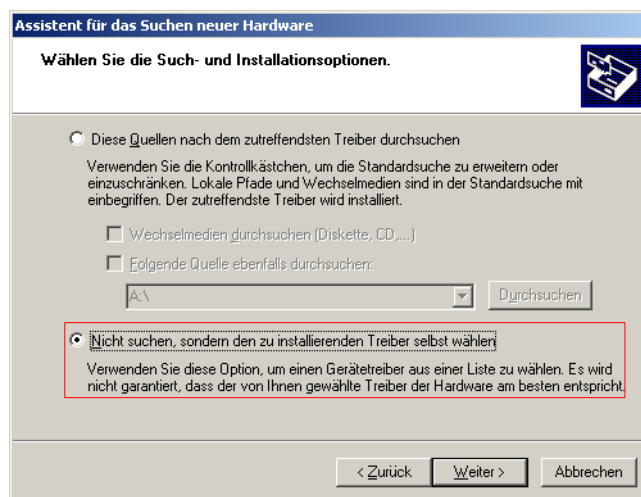 Assistent für das Suchen neuer Hardware
Wählen Sie die Such- und Installationsoptionen.
Diese Quellen nach dem zutreffendsten Treiber durchsuchen
Verwenden Sie die Kontrollkästchen, um die Standardsuche zu erweitern oder
einzuschränken. Lokale Pfade und Wechselmedien sind in der Standardsuche mit
einbegriffen. Der zutreffendste Treiber wird installiert.
Wechselmedien durchsuchen (Diskette, CD,...)
Folgende Quelle ebenfalls durchsuchen:
A:\ Durchsuchen
Nicht suchen, sondern den zu installierenden Treiber selbst wählen
Verwenden Sie diese Option, um einen Gerätetreiber aus einer Liste zu wählen. Es wird
nicht garantiert, dass der von Ihnen gewählte Treiber der Hardware am besten entspricht.
< Zurück Weiter > Abbrechen